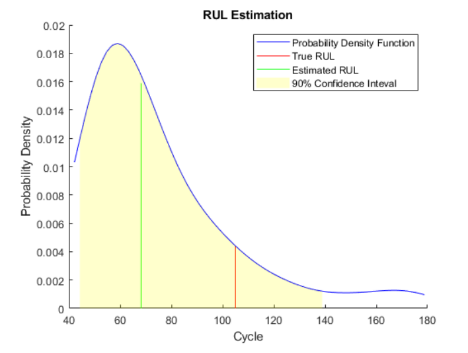 RUL Estimation
0.02
0.018
0.016
0.014
0.012
0.01
0.008
0.006
0.004
0.002
0
Probability Density
Probability Density Function
True RUL
Estimated RUL
90% Confidence Inteval
40 60 80 100 120 140 160 180
Cycle